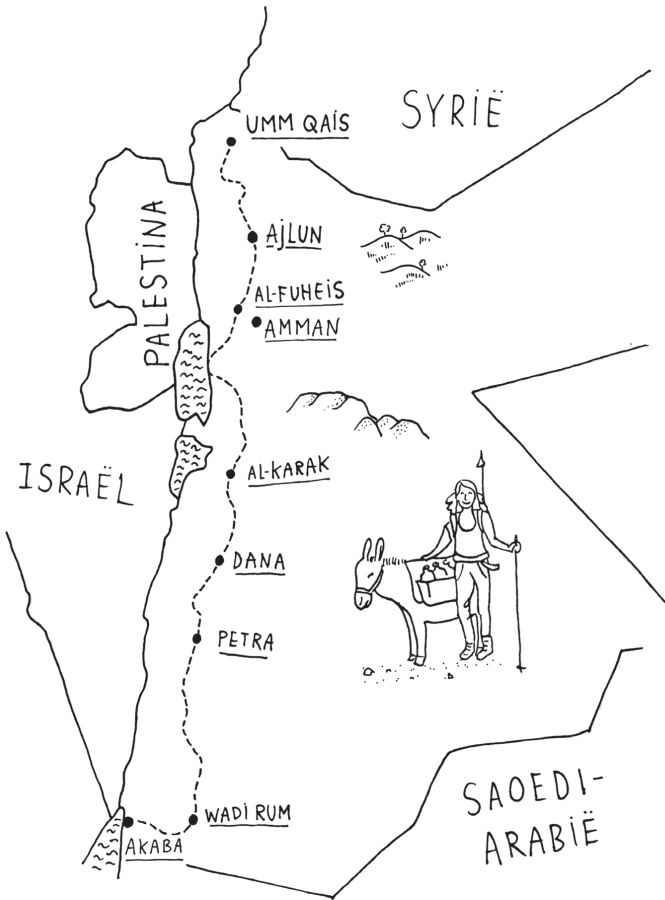 SYRIË
UMM QAIS
PALESTINA
AJLUN
AL-FUHEIS
AMMAN
ISRAËL
AL-KARAK
DANA
PETRA
WADI RUM
AKABA
SAOEDI-
ARABIË